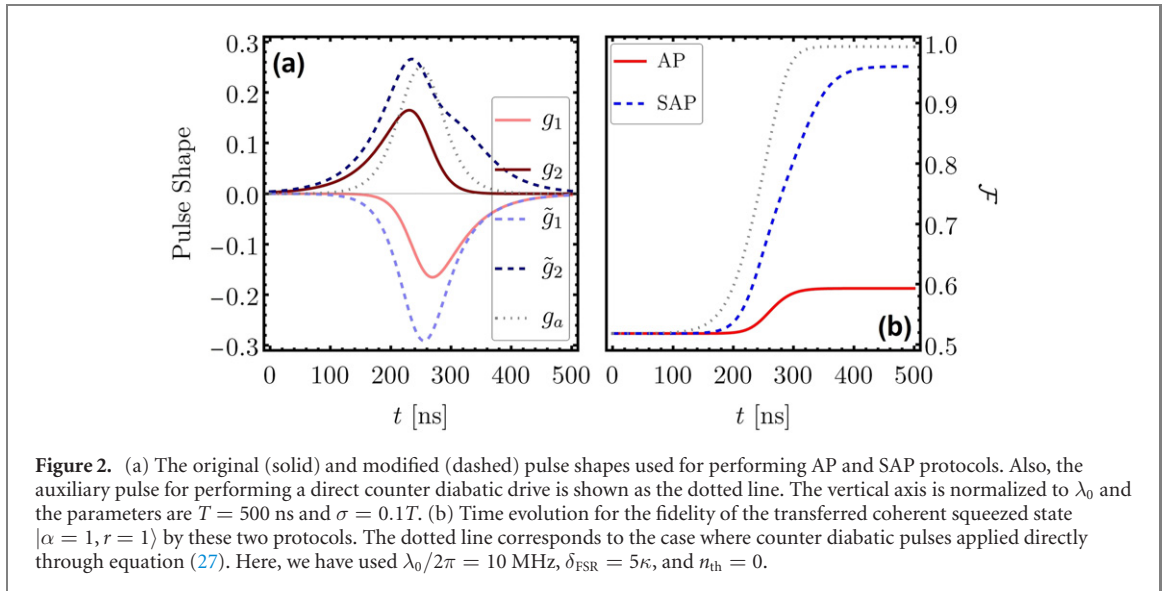 (a)
0.3
0.2
0.1
0.0
−0.1
−0.2
−0.3
Pulse Shape
g₁
g₂
g̃₁
g̃₂
gₐ
0 100 200 300 400 500
t [ns]
AP
SAP
(b)
1.0
0.9
0.8
0.7
0.6
0.5
ℱ
0 100 200 300 400 500
t [ns]
Figure 2. (a) The original (solid) and modified (dashed) pulse shapes used for performing AP and SAP protocols. Also, the
auxiliary pulse for performing a direct counter diabatic drive is shown as the dotted line. The vertical axis is normalized to λ₀ and
the parameters are T = 500 ns and σ = 0.1T. (b) Time evolution for the fidelity of the transferred coherent squeezed state
|α = 1, r = 1⟩ by these two protocols. The dotted line corresponds to the case where counter diabatic pulses applied directly
through equation (27). Here, we have used λ₀/2π = 10 MHz, δ_FSR = 5κ, and n_th = 0.